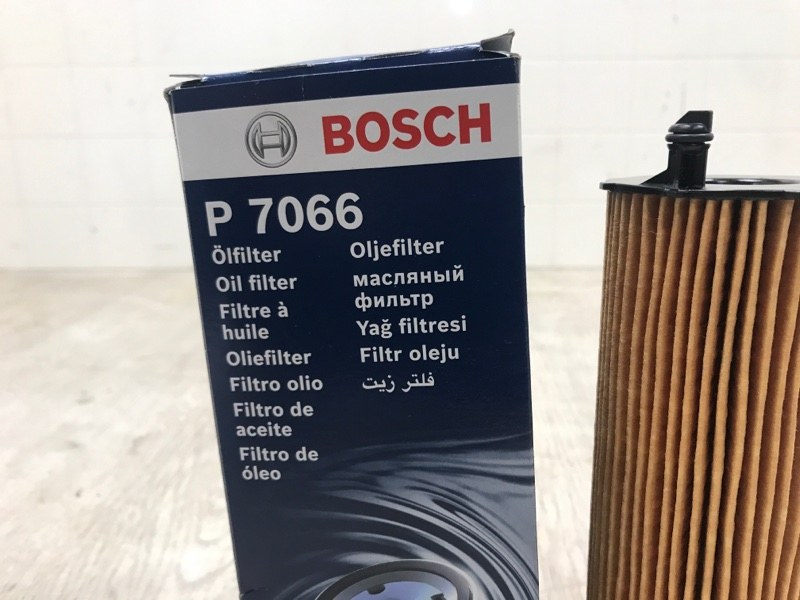 BOSCH
P 7066
Ölfilter
Oil filter
Filtre à
huile
Oliefilter
Filtro olio
Filtro de
aceite
Filtro de
óleo
Oljefilter
масляный
фильтр
Yağ filtresi
Filtr oleju
فلتر زيت